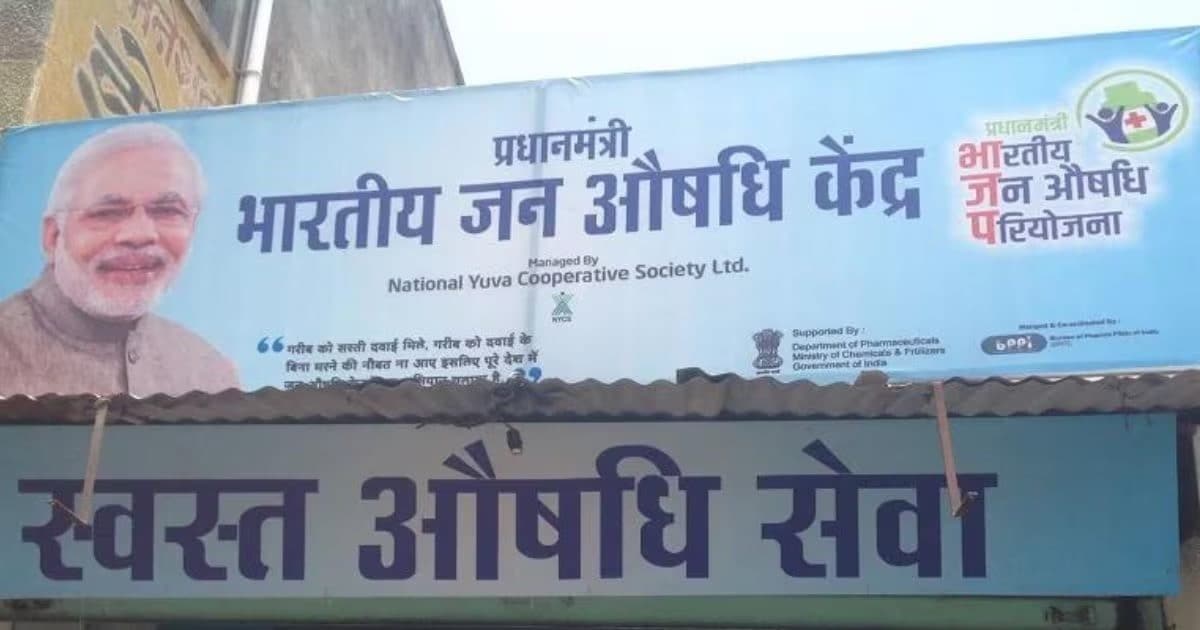 प्रधानमंत्री
भारतीय जन औषधि केंद्र
Managed By
National Yuva Cooperative Society Ltd.
NYCS
“गरीब को सस्ती दवाई मिले, गरीब को दवाई के
बिना मरने की नौबत ना आए इसलिए पूरे देश में
Supported By :
Department of Pharmaceuticals
Ministry of Chemicals & Frtilizers
Government of India
bppi
प्रधानमंत्री
भारतीय
जन औषधि
परियोजना
स्वस्त औषधि सेवा